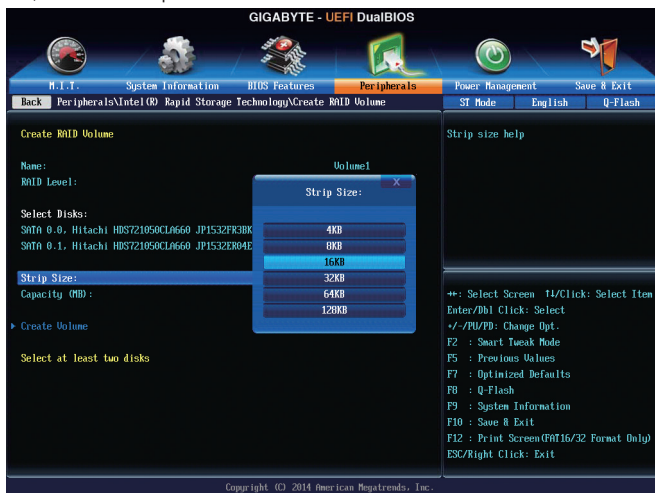 GIGABYTE - UEFI DualBIOS
M.I.T. System Information BIOS Features Peripherals Power Management Save & Exit
Back Peripherals\Intel(R) Rapid Storage Technology\Create RAID Volume ST Mode English Q-Flash
Create RAID Volume
Name: Volume1
RAID Level:
Select Disks:
SATA 0.0, Hitachi HDS721050CLA660 JP1532FR3BK
SATA 0.1, Hitachi HDS721050CLA660 JP1532ER04E
Strip Size:
Capacity (MB):
Create Volume
Select at least two disks
Strip Size: X
4KB
8KB
16KB
32KB
64KB
128KB
Strip size help
→←: Select Screen ↑↓/Click: Select Item
Enter/Dbl Click: Select
+/-/PU/PD: Change Opt.
F2 : Smart Tweak Mode
F5 : Previous Values
F7 : Optimized Defaults
F8 : Q-Flash
F9 : System Information
F10 : Save & Exit
F12 : Print Screen(FAT16/32 Format Only)
ESC/Right Click: Exit
Copyright (C) 2014 American Megatrends, Inc.